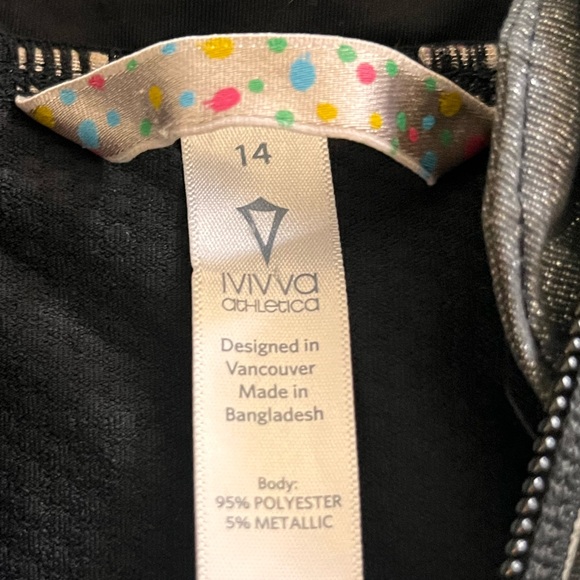 14
ivivva
athletica
Designed in
Vancouver
Made in
Bangladesh
Body:
95% POLYESTER
5% METALLIC